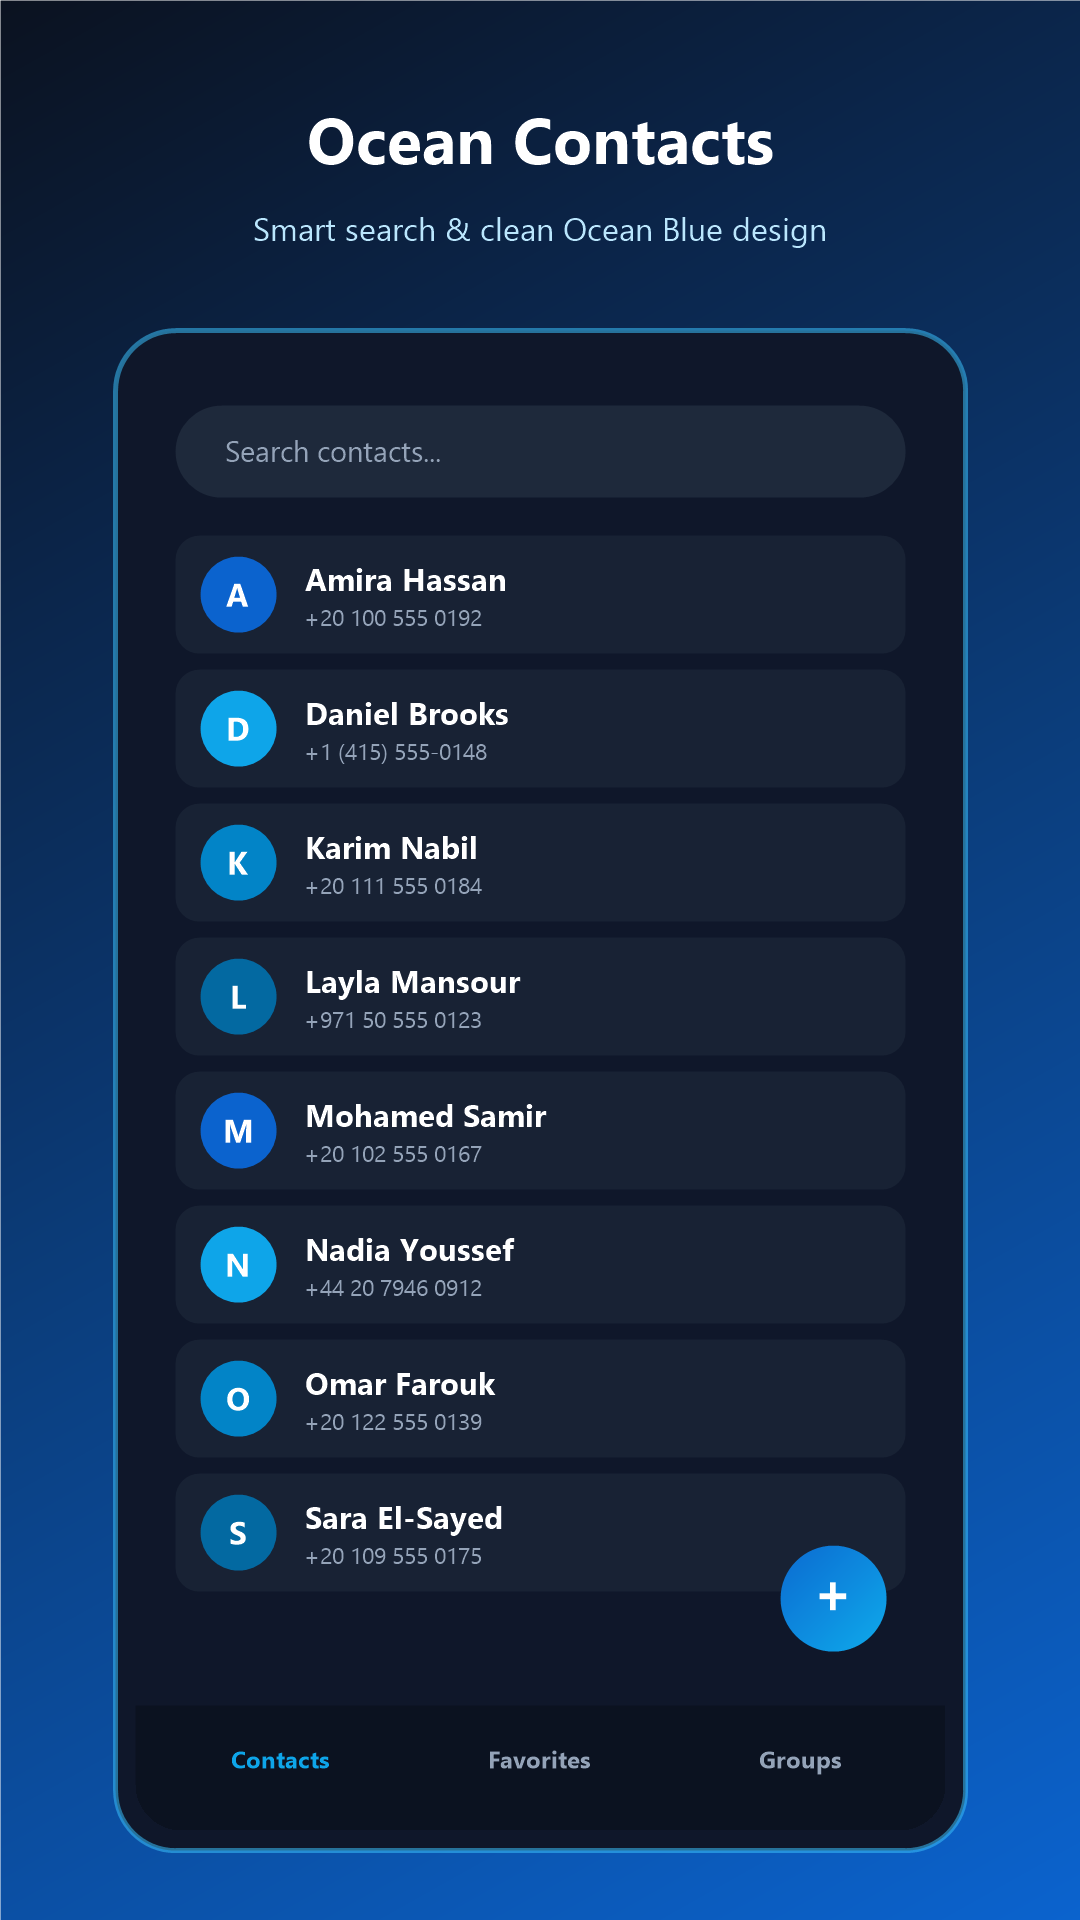 Ocean Contacts
Smart search & clean Ocean Blue design
Search contacts...
A
Amira Hassan
+20 100 555 0192
D
Daniel Brooks
+1 (415) 555-0148
K
Karim Nabil
+20 111 555 0184
L
Layla Mansour
+971 50 555 0123
M
Mohamed Samir
+20 102 555 0167
N
Nadia Youssef
+44 20 7946 0912
O
Omar Farouk
+20 122 555 0139
S
Sara El-Sayed
+20 109 555 0175
+
Contacts Favorites Groups